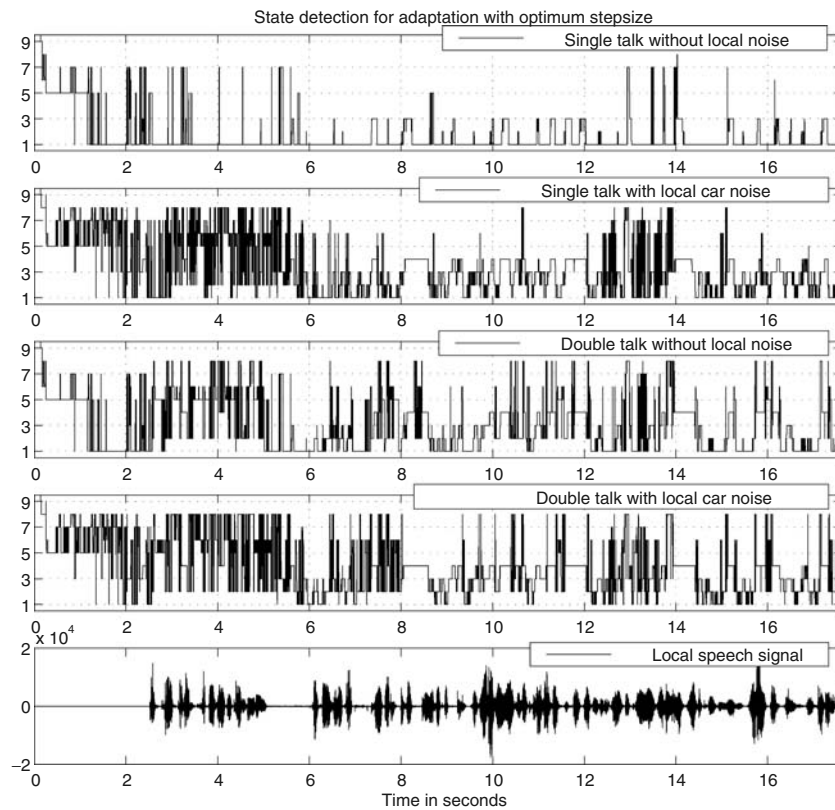 State detection for adaptation with optimum stepsize
Single talk without local noise
9
7
5
3
1
0 2 4 6 8 10 12 14 16
Single talk with local car noise
9
7
5
3
1
0 2 4 6 8 10 12 14 16
Double talk without local noise
9
7
5
3
1
0 2 4 6 8 10 12 14 16
Double talk with local car noise
9
7
5
3
1
0 2 4 6 8 10 12 14 16
x 10⁴
Local speech signal
2
0
−2
0 2 4 6 8 10 12 14 16
Time in seconds